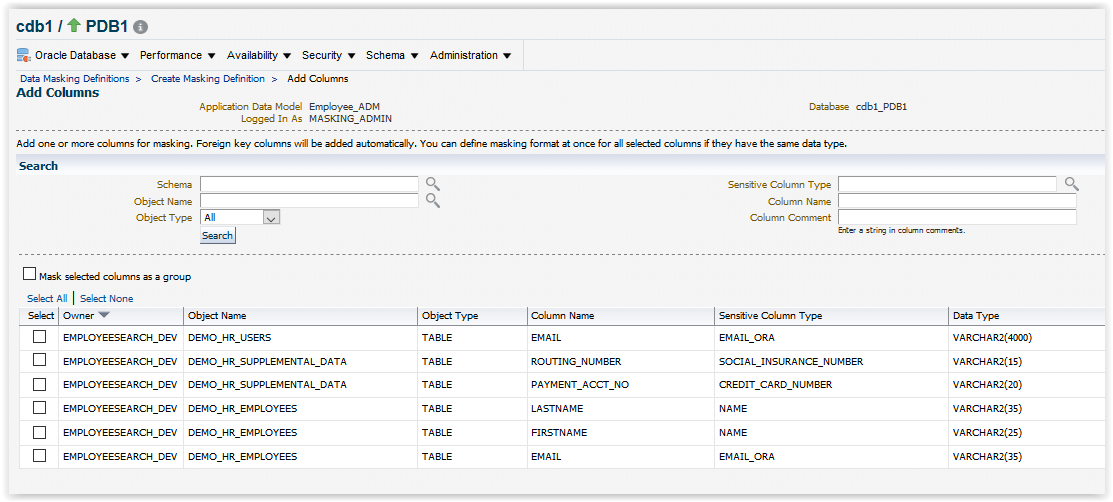 cdb1 / PDB1
Oracle Database Performance Availability Security Schema Administration
Data Masking Definitions > Create Masking Definition > Add Columns
Add Columns
Application Data Model Employee_ADM Database cdb1_PDB1
Logged In As MASKING_ADMIN
Add one or more columns for masking. Foreign key columns will be added automatically. You can define masking format at once for all selected columns if they have the same data type.
Search
Schema Sensitive Column Type
Object Name Column Name
Object Type All Column Comment
Enter a string in column comments.
Search
Mask selected columns as a group
Select All | Select None
Select Owner Object Name Object Type Column Name Sensitive Column Type Data Type
EMPLOYEESEARCH_DEV DEMO_HR_USERS TABLE EMAIL EMAIL_ORA VARCHAR2(4000)
EMPLOYEESEARCH_DEV DEMO_HR_SUPPLEMENTAL_DATA TABLE ROUTING_NUMBER SOCIAL_INSURANCE_NUMBER VARCHAR2(15)
EMPLOYEESEARCH_DEV DEMO_HR_SUPPLEMENTAL_DATA TABLE PAYMENT_ACCT_NO CREDIT_CARD_NUMBER VARCHAR2(20)
EMPLOYEESEARCH_DEV DEMO_HR_EMPLOYEES TABLE LASTNAME NAME VARCHAR2(35)
EMPLOYEESEARCH_DEV DEMO_HR_EMPLOYEES TABLE FIRSTNAME NAME VARCHAR2(25)
EMPLOYEESEARCH_DEV DEMO_HR_EMPLOYEES TABLE EMAIL EMAIL_ORA VARCHAR2(35)